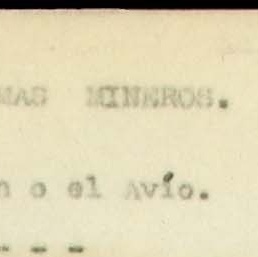 MAS MINEROS.
n o el Avío.
- - -